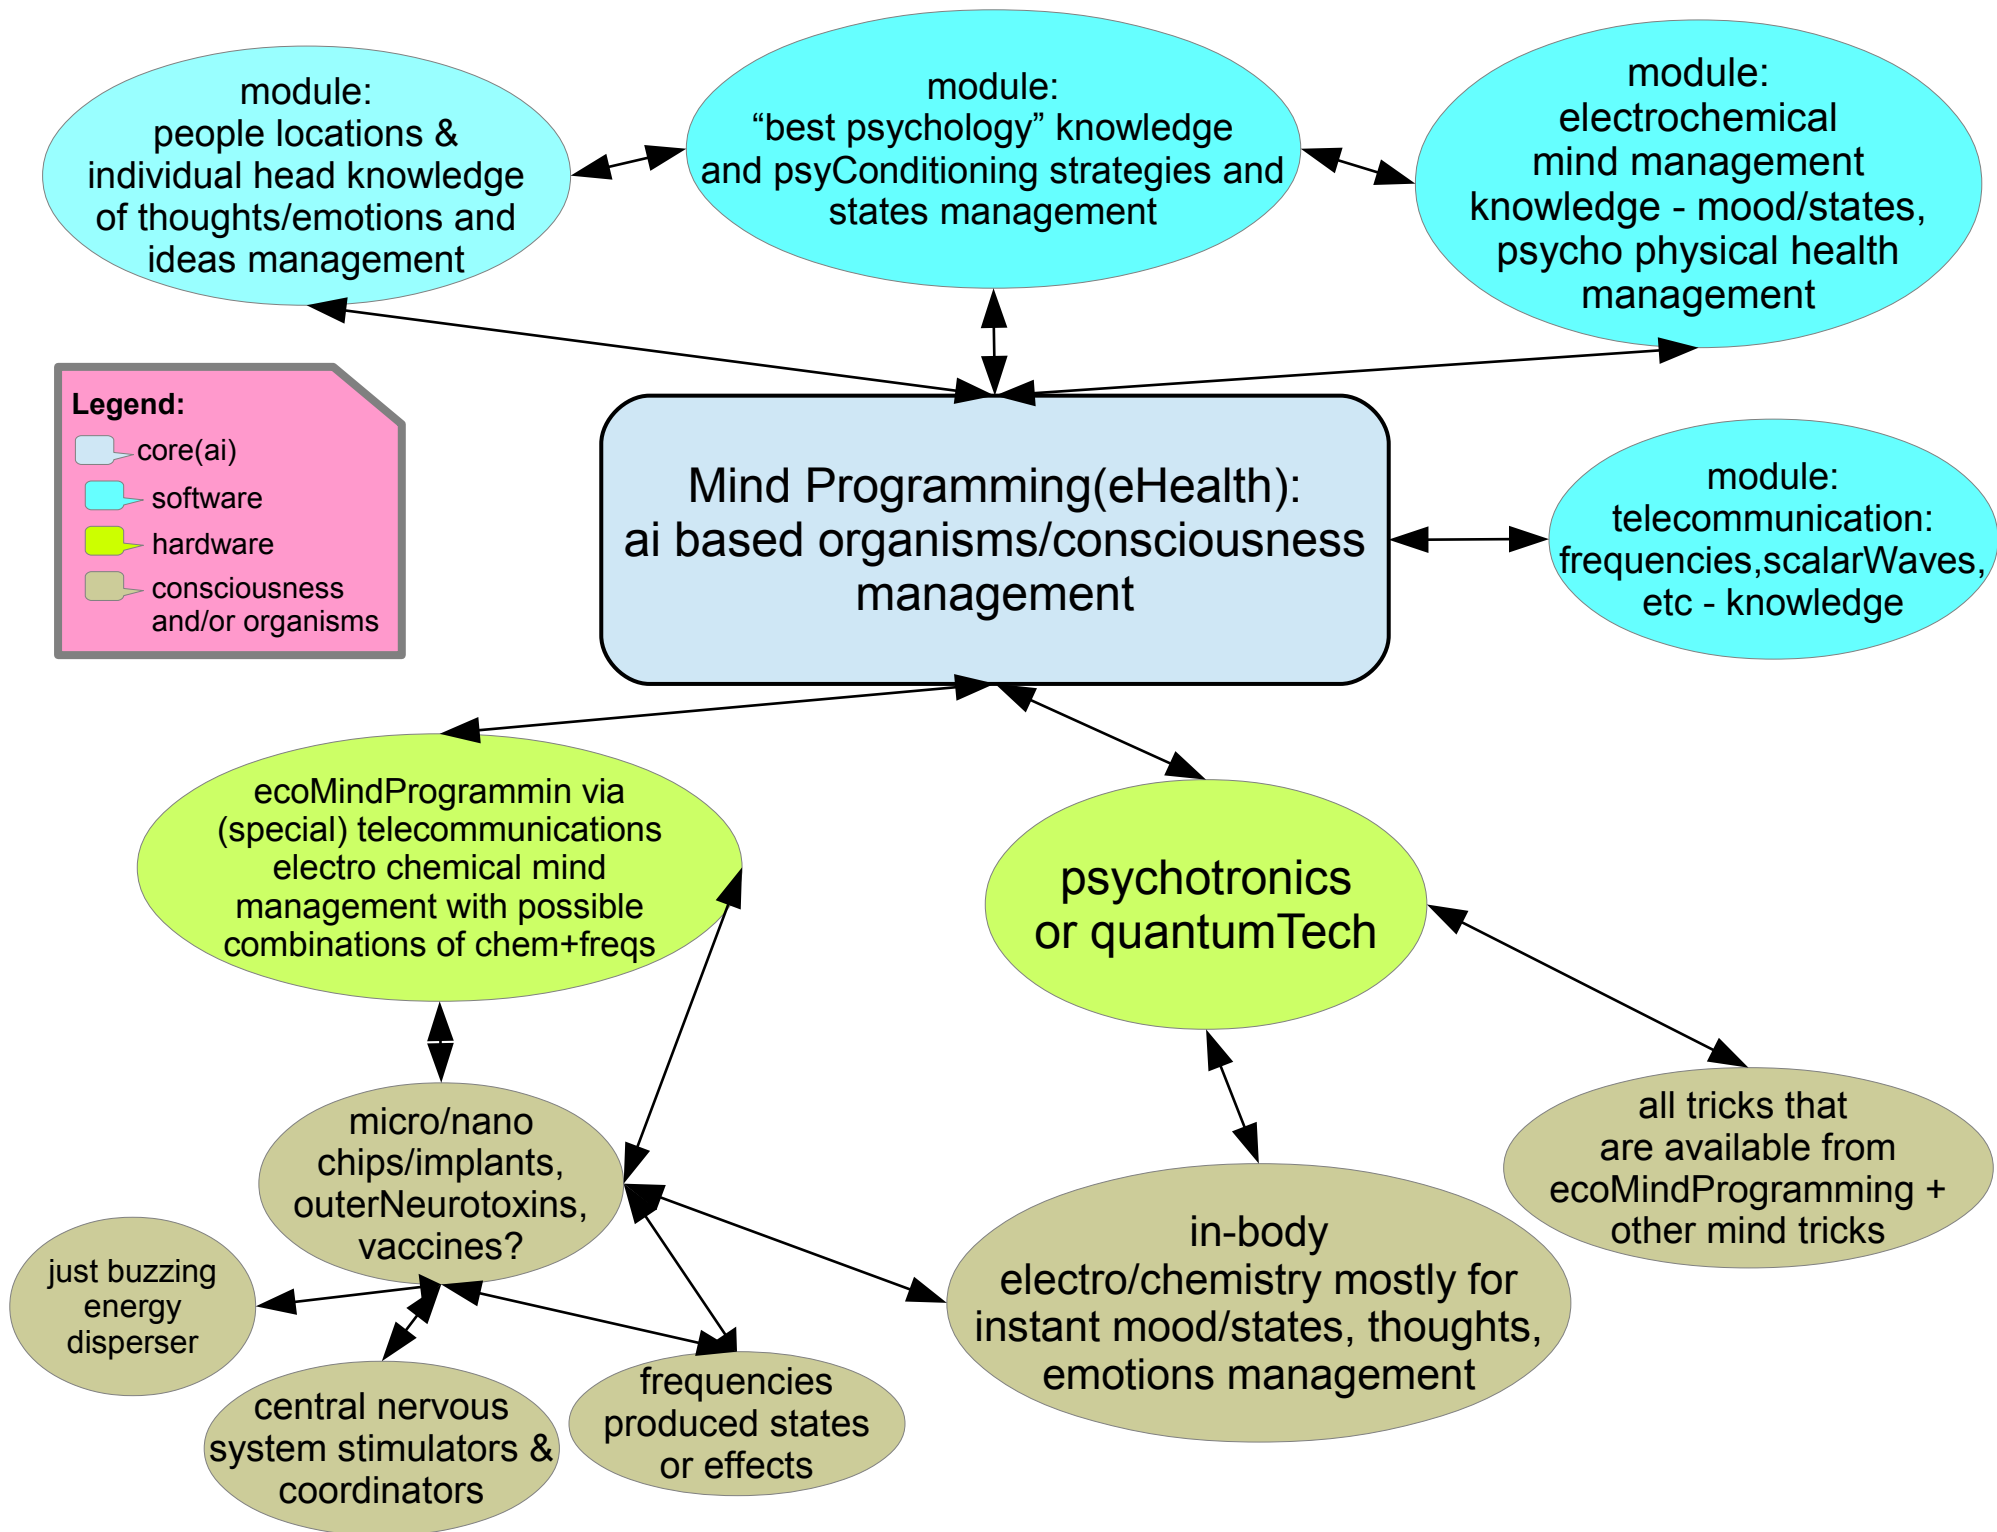 module:
people locations &
individual head knowledge
of thoughts/emotions and
ideas management
module:
“best psychology” knowledge
and psyConditioning strategies and
states management
module:
electrochemical
mind management
knowledge - mood/states,
psycho physical health
management
Legend:
core(ai)
software
hardware
consciousness
and/or organisms
Mind Programming(eHealth):
ai based organisms/consciousness
management
module:
telecommunication:
frequencies,scalarWaves,
etc - knowledge
ecoMindProgrammin via
(special) telecommunications
electro chemical mind
management with possible
combinations of chem+freqs
psychotronics
or quantumTech
micro/nano
chips/implants,
outerNeurotoxins,
vaccines?
all tricks that
are available from
ecoMindProgramming +
other mind tricks
in-body
electro/chemistry mostly for
instant mood/states, thoughts,
emotions management
just buzzing
energy
disperser
central nervous
system stimulators &
coordinators
frequencies
produced states
or effects